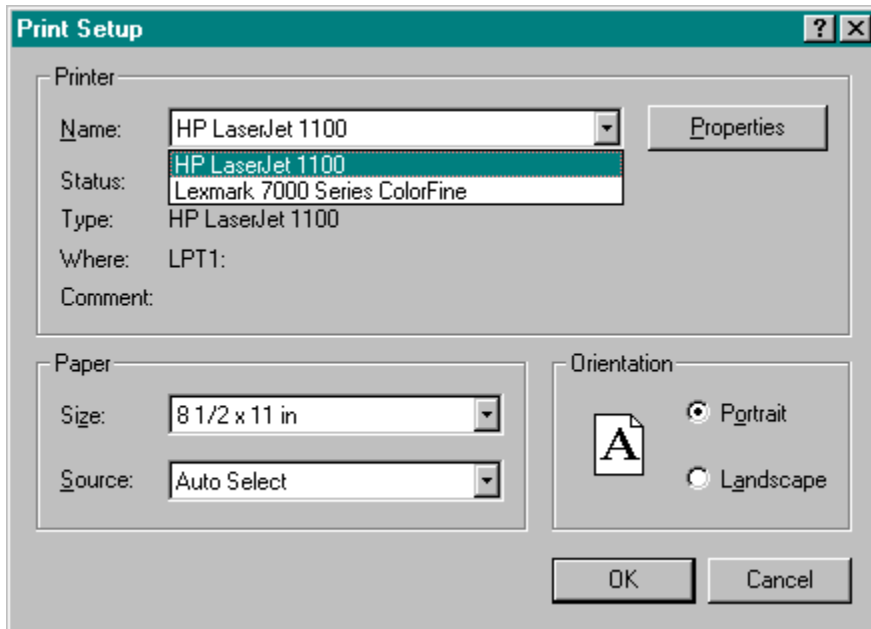 Print Setup
Printer
Name: HP LaserJet 1100 Properties
HP LaserJet 1100
Status:
Lexmark 7000 Series ColorFine
Type: HP LaserJet 1100
Where: LPT1:
Comment:
Paper
Size: 8 1/2 x 11 in
Source: Auto Select
Orientation
A
Portrait
Landscape
OK Cancel